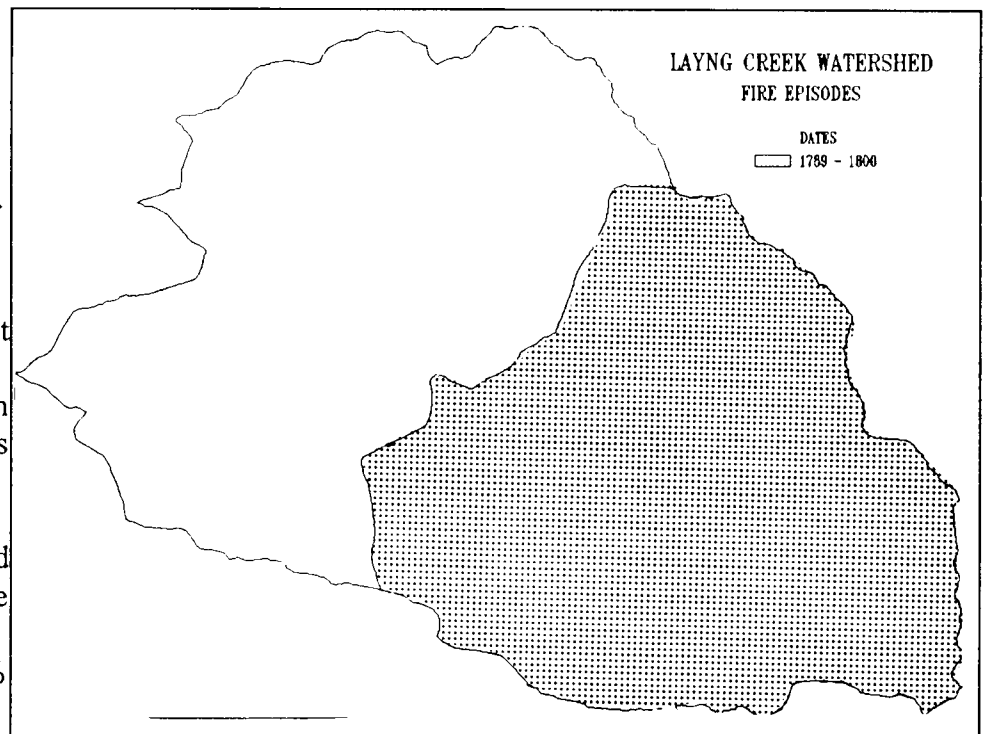 LAYNG CREEK WATERSHED
FIRE EPISODES
DATES
1789 - 1800
t
n
s
d
e